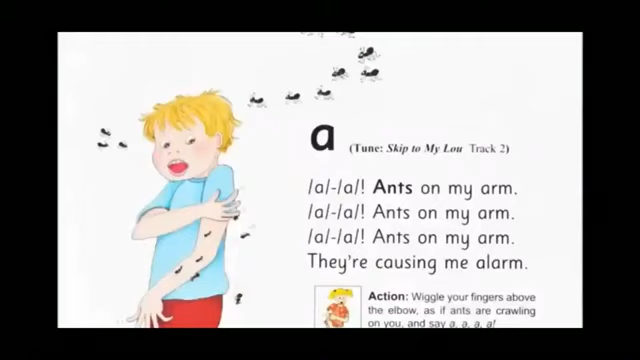 a (Tune: Skip to My Lou Track 2)
/a/-/a/! Ants on my arm.
/a/-/a/! Ants on my arm.
/a/-/a/! Ants on my arm.
They're causing me alarm.
Action: Wiggle your fingers above
the elbow, as if ants are crawling
on you, and say a, a, a, a!